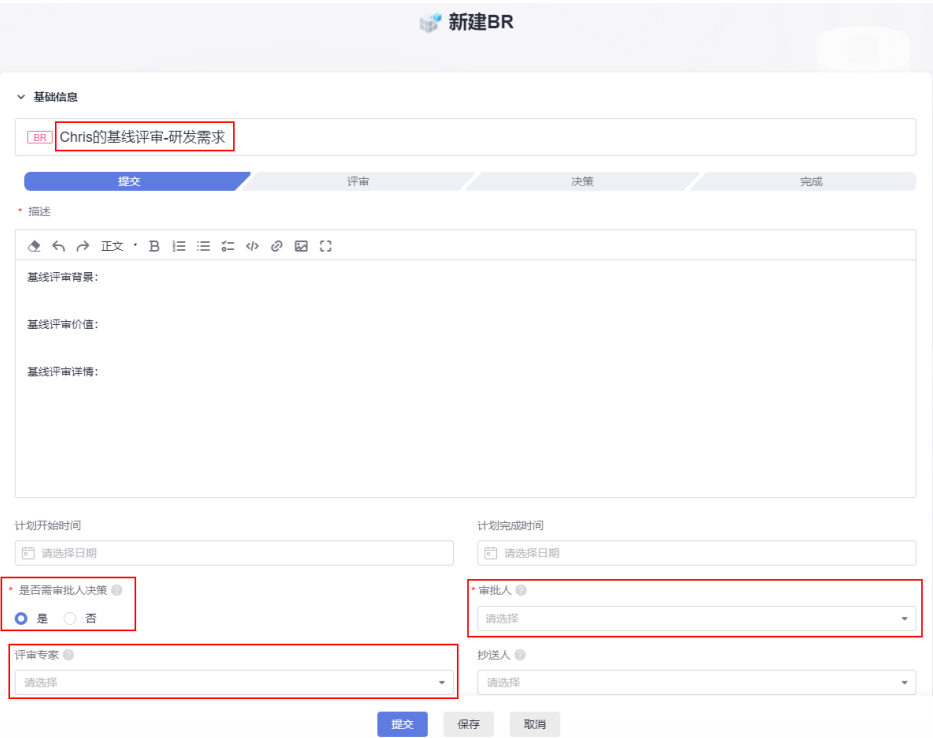 新建BR
基础信息
BR Chris的基线评审-研发需求
提交 评审 决策 完成
* 描述
正文 B
基线评审背景：
基线评审价值：
基线评审详情：
计划开始时间 计划完成时间
请选择日期 请选择日期
* 是否需审批人决策 * 审批人
是 否 请选择
评审专家 抄送人
请选择 请选择
提交 保存 取消